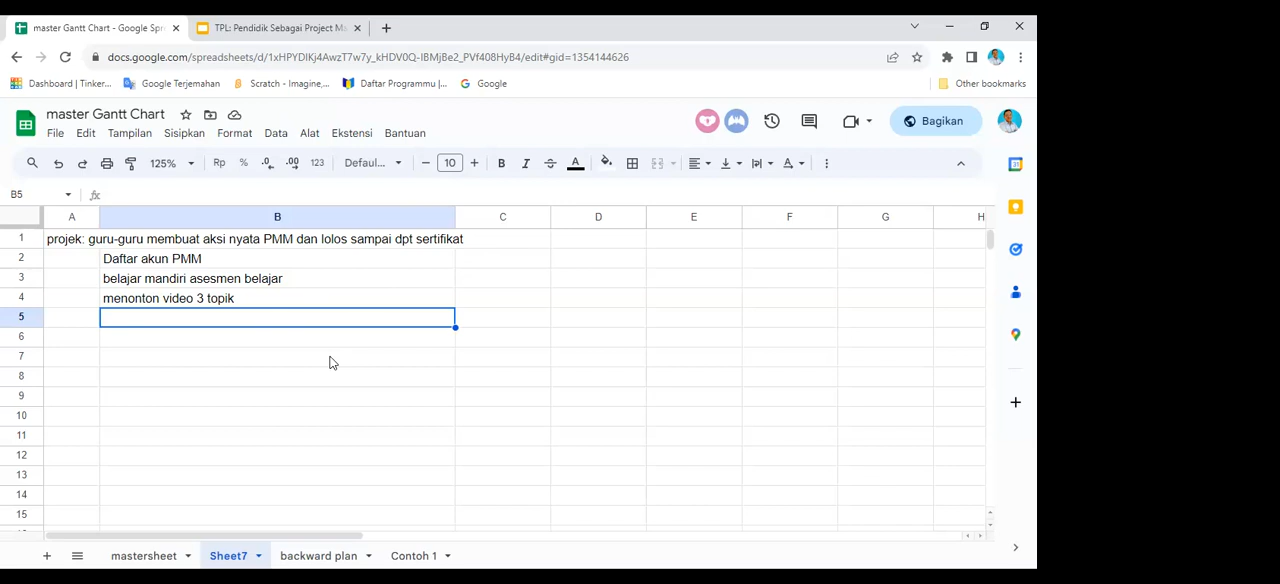 master Gantt Chart - Google Spr
TPL: Pendidik Sebagai Project Ma
docs.google.com/spreadsheets/d/1xHPYDIKj4AwzT7w7y_kHDV0Q-IBMjBe2_PVf408HyB4/edit#gid=1354144626
Dashboard | Tinker...
Google Terjemahan
Scratch - Imagine,...
Daftar Programmu |...
Google
Other bookmarks
master Gantt Chart
File Edit Tampilan Sisipkan Format Data Alat Ekstensi Bantuan
Bagikan
125% Rp % .0 .00 123 Defaul... 10 B I A
31
B5 fx
A B C D E F G H
1 projek: guru-guru membuat aksi nyata PMM dan lolos sampai dpt sertifikat
2 Daftar akun PMM
3 belajar mandiri asesmen belajar
4 menonton video 3 topik
5
6
7
8
9
10
11
12
13
14
15
mastersheet Sheet7 backward plan Contoh 1